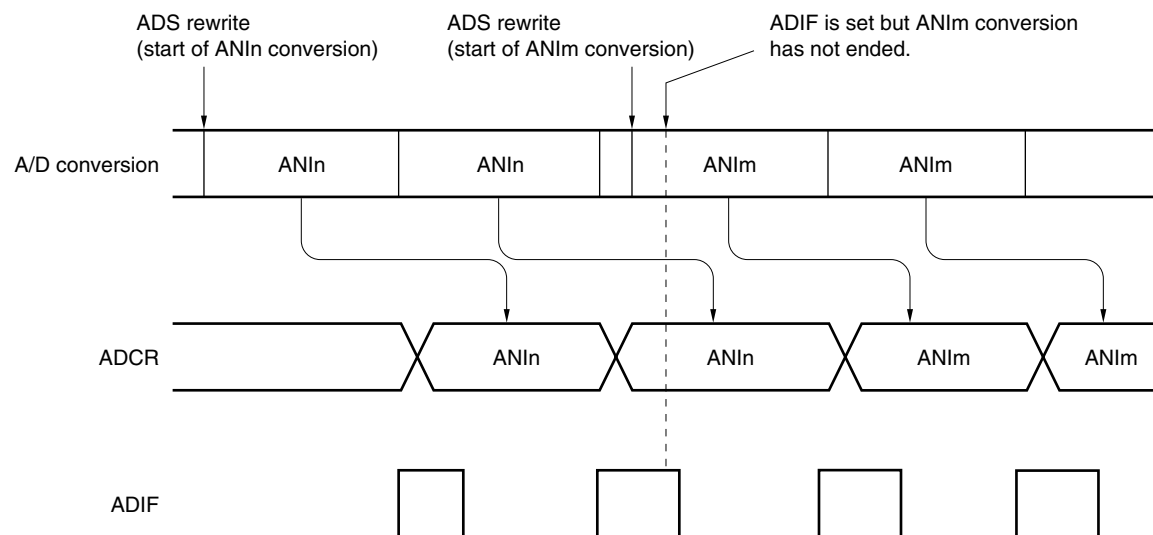 ADS rewrite
(start of ANIn conversion)
ADS rewrite
(start of ANIm conversion)
ADIF is set but ANIm conversion
has not ended.
A/D conversion
ANIn
ANIn
ANIm
ANIm
ADCR
ANIn
ANIn
ANIm
ANIm
ADIF